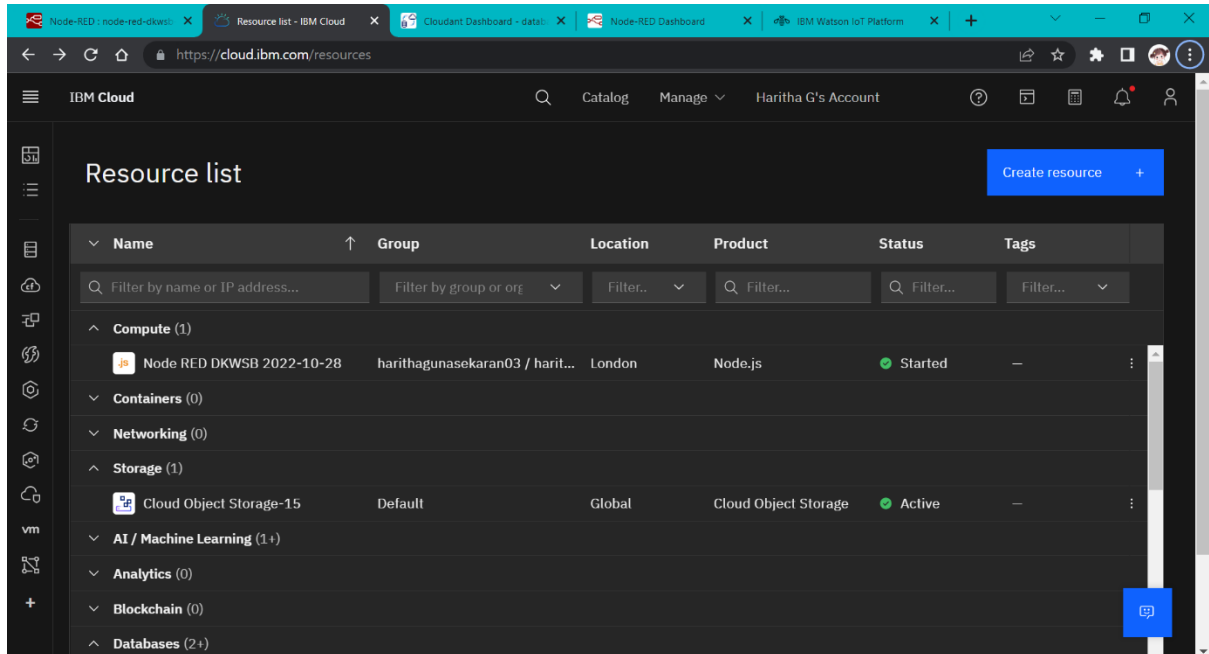 Node-RED : node-red-dkwsb
Resource list - IBM Cloud
Cloudant Dashboard - datab
Node-RED Dashboard
IBM Watson IoT Platform
https://cloud.ibm.com/resources
IBM Cloud
Catalog
Manage
Haritha G's Account
Resource list
Create resource +
Name
Group
Location
Product
Status
Tags
Filter by name or IP address...
Filter by group or org
Filter..
Filter...
Filter...
Filter...
Compute (1)
js Node RED DKWSB 2022-10-28 harithagunasekaran03 / harit... London Node.js Started –
Containers (0)
Networking (0)
Storage (1)
Cloud Object Storage-15 Default Global Cloud Object Storage Active –
AI / Machine Learning (1+)
vm
Analytics (0)
Blockchain (0)
Databases (2+)